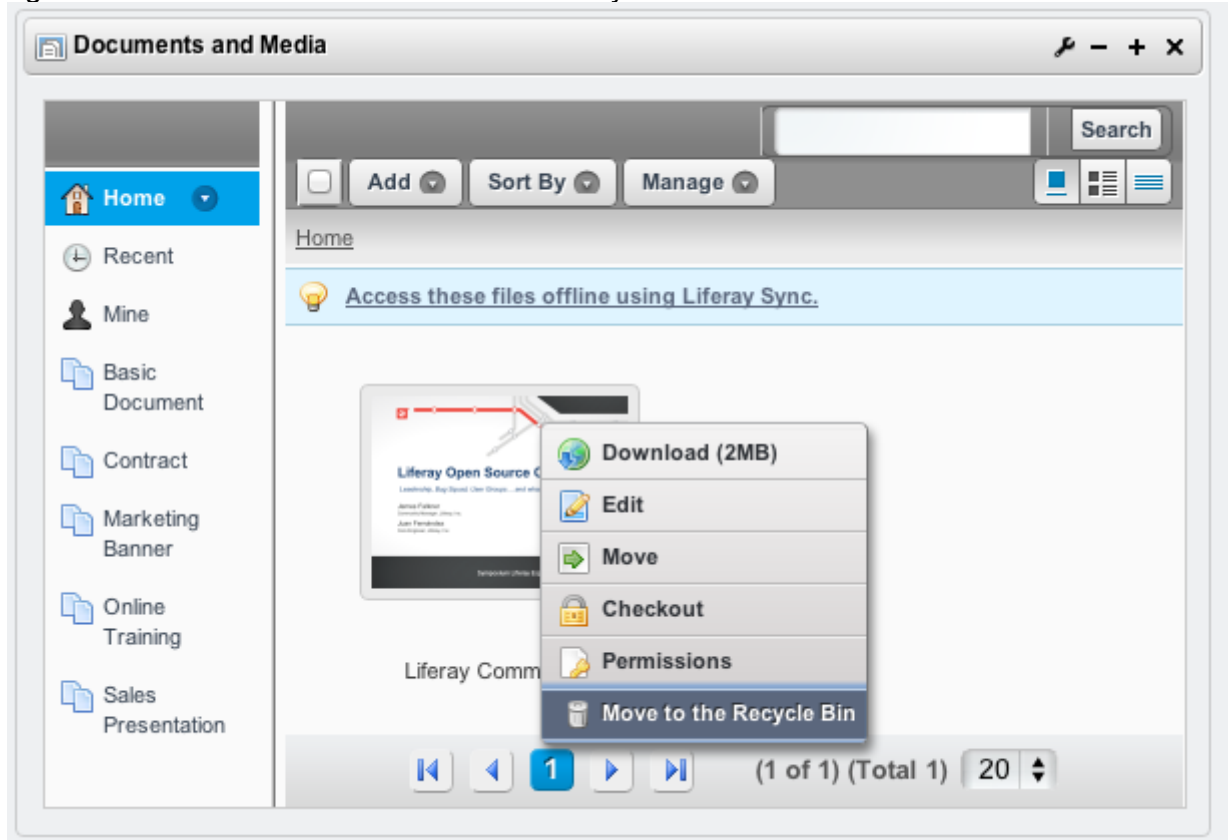 Documents and Media
Search
Add
Sort By
Manage
Home
Home
Access these files offline using Liferay Sync.
Recent
Mine
Basic
Document
Contract
Marketing
Banner
Online
Training
Sales
Presentation
Liferay Open Source
Liferay Comm
Download (2MB)
Edit
Move
Checkout
Permissions
Move to the Recycle Bin
1
(1 of 1) (Total 1)
20